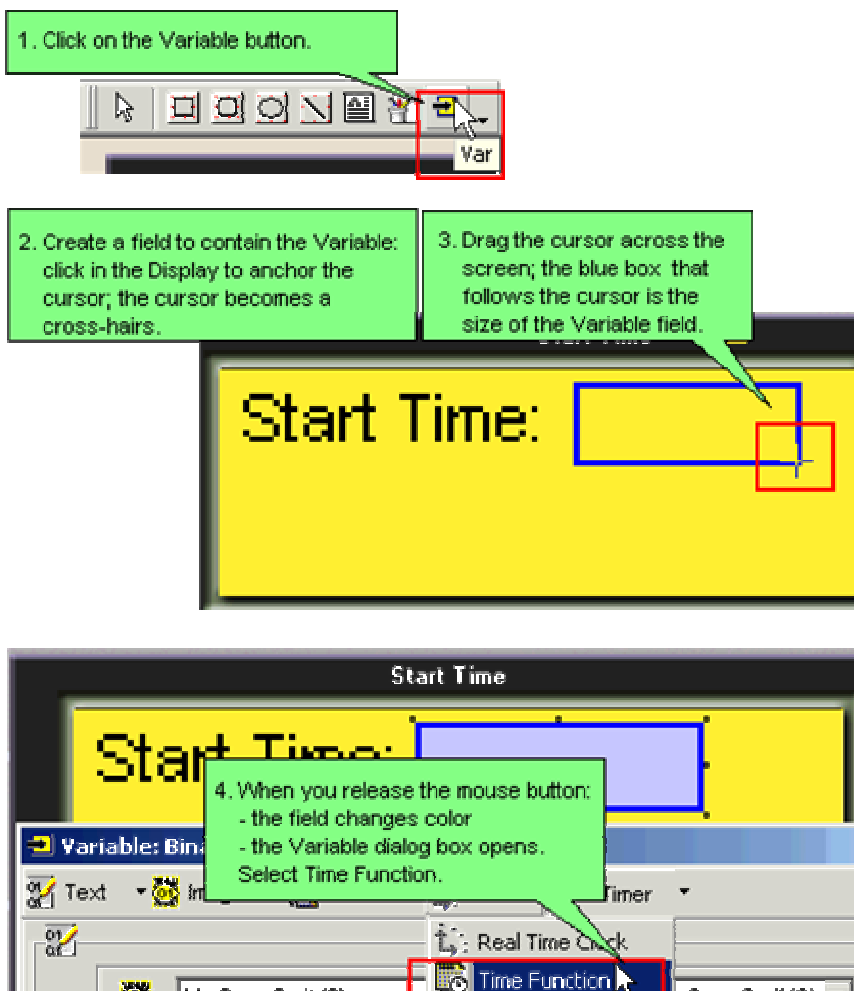 1. Click on the Variable button.
Var
2. Create a field to contain the Variable:
click in the Display to anchor the
cursor; the cursor becomes a
cross-hairs.
3. Drag the cursor across the
screen; the blue box that
follows the cursor is the
size of the Variable field.
Start Time:
Start Time
Start Time:
4. When you release the mouse button:
- the field changes color
- the Variable dialog box opens.
Select Time Function.
Variable:
Text
Timer
Real Time Clock
Time Function